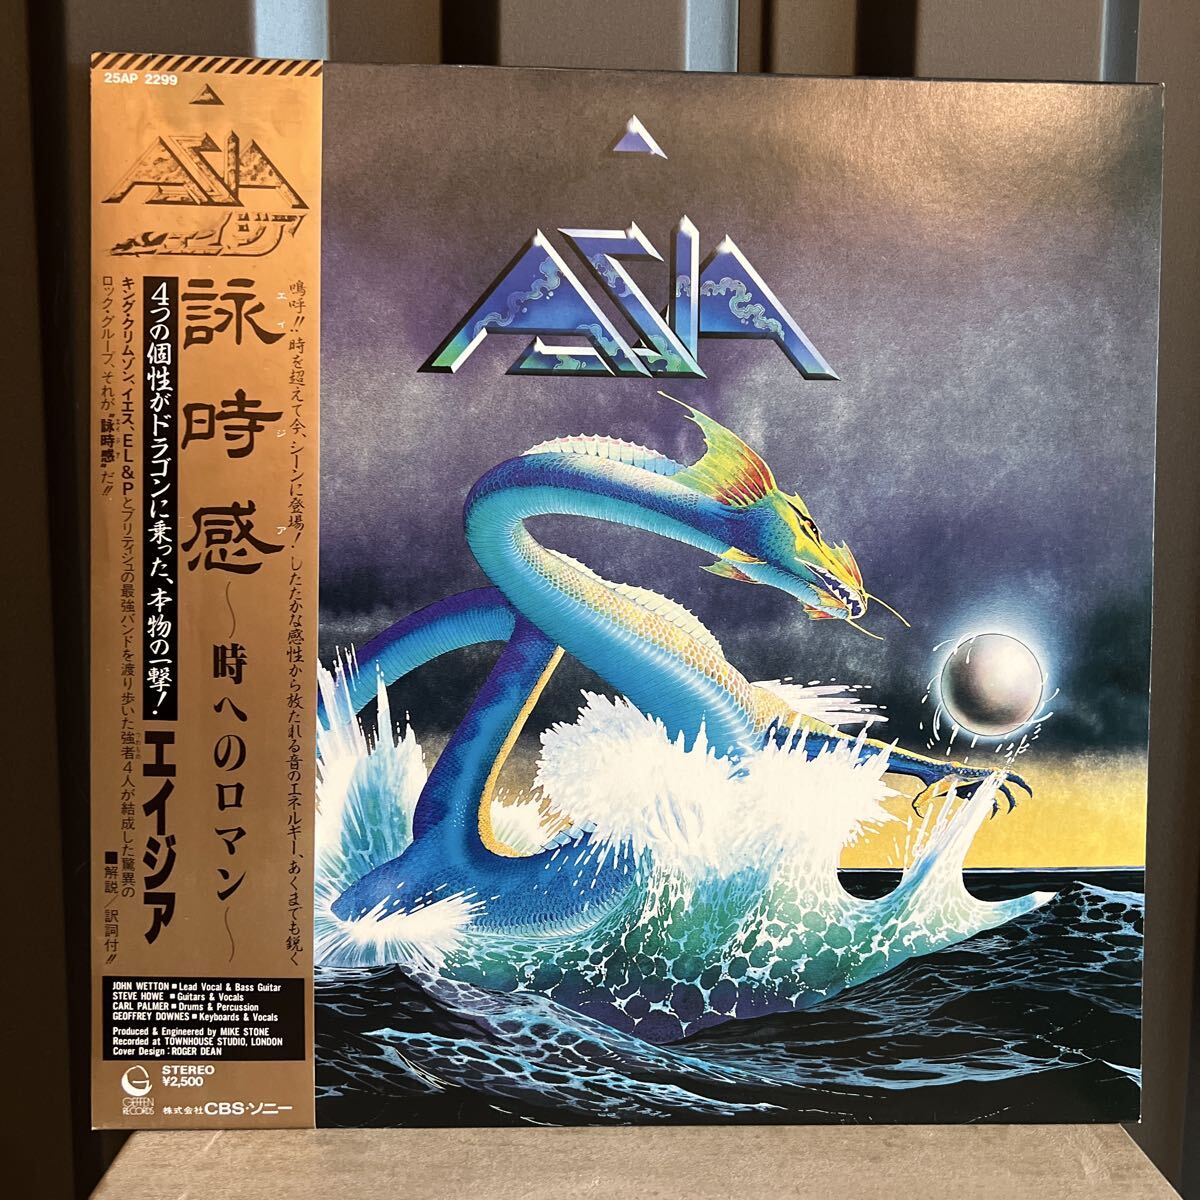 25AP 2299
ASIA
エイジア
詠時感
エイジア
～時へのロマン～
嗚呼!! 時を超えて今、シーンに登場! したたかな感性から放たれる音のエネルギー、あくまでも鋭く
4つの個性がドラゴンに乗った、本物の一撃!
エイジア
キング・クリムゾン、イエス、EL&Pとブリティシュの最強バンドを渡り歩いた強者4人が結成した驚異の
ロック・グループ、それが“詠時感”だ!!
■解説/訳詞付!!
JOHN WETTON ■ Lead Vocal & Bass Guitar
STEVE HOWE ■ Guitars & Vocals
CARL PALMER ■ Drums & Percussion
GEOFFREY DOWNES ■ Keyboards & Vocals
Produced & Engineered by MIKE STONE
Recorded at TOWNHOUSE STUDIO, LONDON
Cover Design : ROGER DEAN
GEFFEN
RECORDS
STEREO
¥2,500
株式会社 CBS・ソニー
ASIA